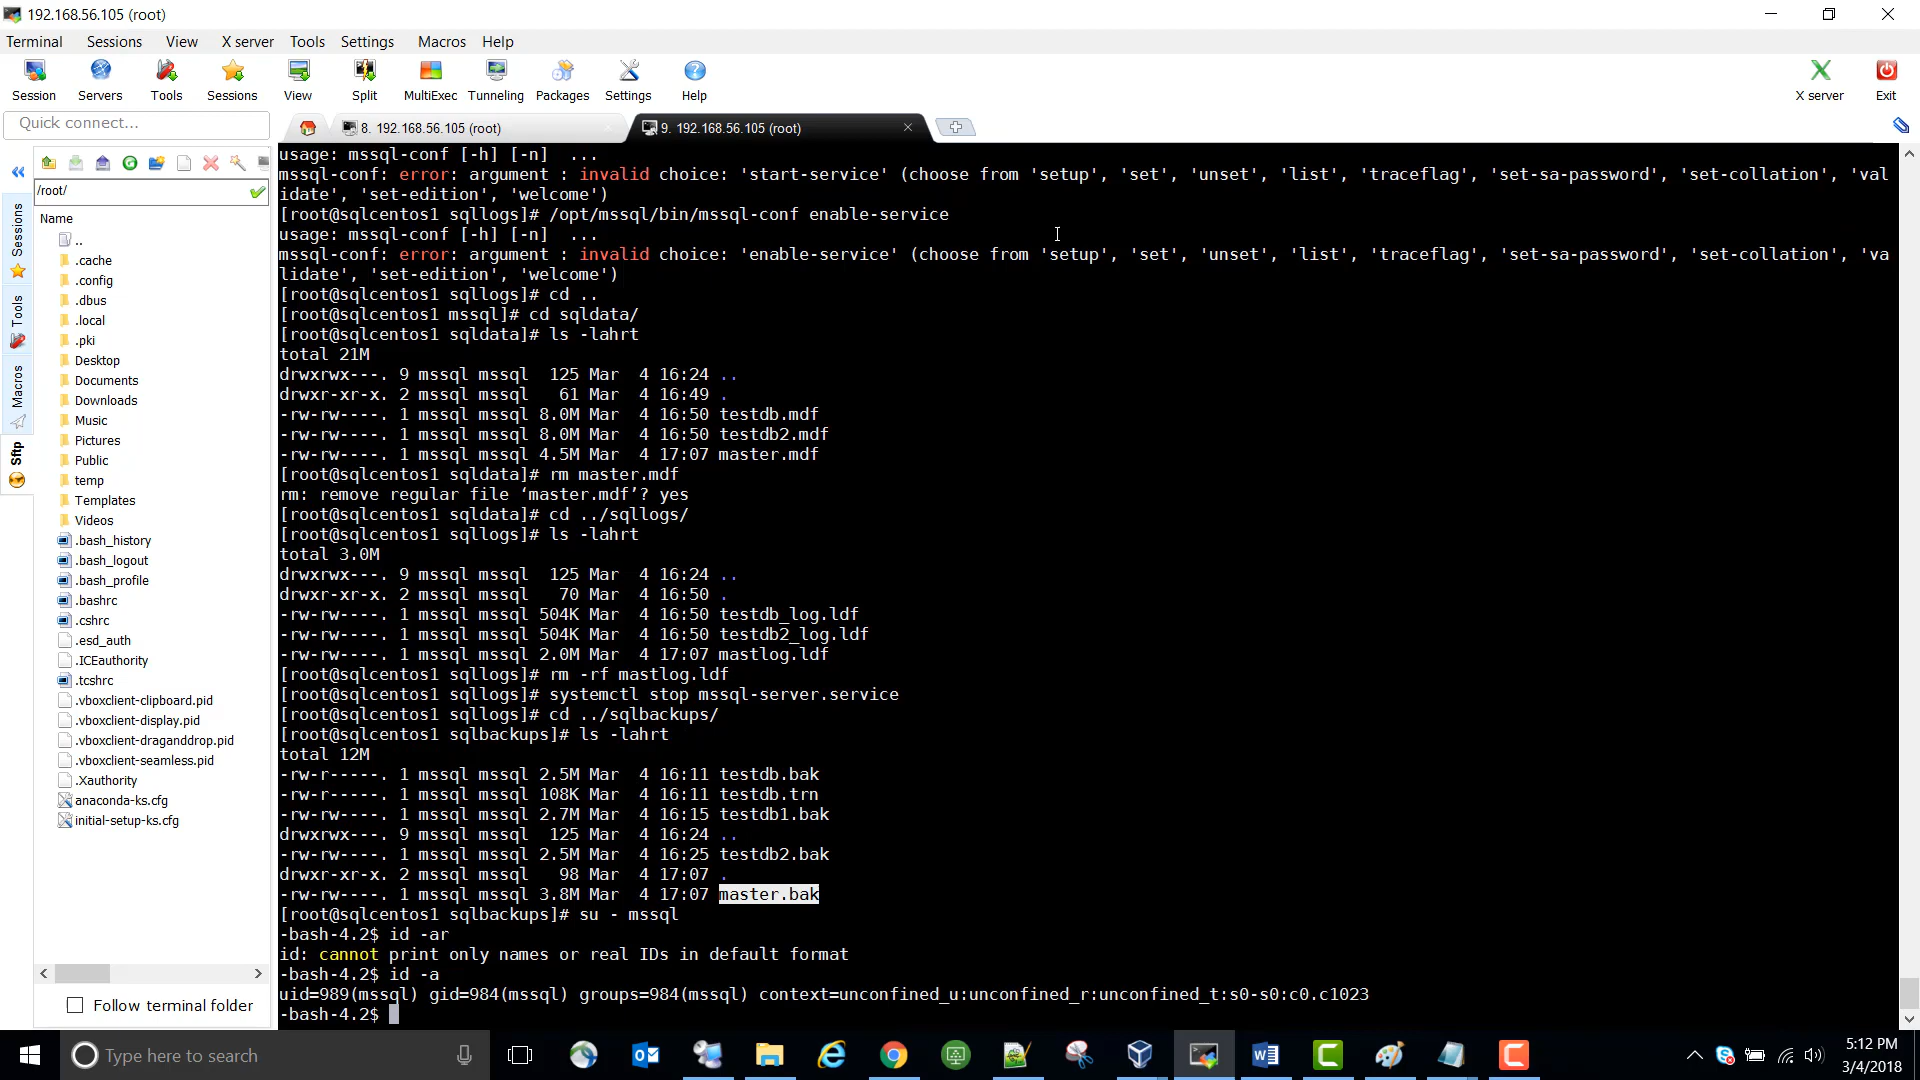 192.168.56.105 (root)
Terminal Sessions View X server Tools Settings Macros Help
Session Servers Tools Sessions View Split MultiExec Tunneling Packages Settings Help X server Exit
Quick connect...
8. 192.168.56.105 (root)
9. 192.168.56.105 (root)
Sessions
Tools
Macros
Sftp
/root/
Name
..
.cache
.config
.dbus
.local
.pki
Desktop
Documents
Downloads
Music
Pictures
Public
temp
Templates
Videos
.bash_history
.bash_logout
.bash_profile
.bashrc
.cshrc
.esd_auth
.ICEauthority
.tcshrc
.vboxclient-clipboard.pid
.vboxclient-display.pid
.vboxclient-draganddrop.pid
.vboxclient-seamless.pid
.Xauthority
anaconda-ks.cfg
initial-setup-ks.cfg
Follow terminal folder
usage: mssql-conf [-h] [-n]  ...
mssql-conf: error: argument : invalid choice: 'start-service' (choose from 'setup', 'set', 'unset', 'list', 'traceflag', 'set-sa-password', 'set-collation', 'val
idate', 'set-edition', 'welcome')
[root@sqlcentos1 sqllogs]# /opt/mssql/bin/mssql-conf enable-service
usage: mssql-conf [-h] [-n]  ...
mssql-conf: error: argument : invalid choice: 'enable-service' (choose from 'setup', 'set', 'unset', 'list', 'traceflag', 'set-sa-password', 'set-collation', 'va
lidate', 'set-edition', 'welcome')
[root@sqlcentos1 sqllogs]# cd ..
[root@sqlcentos1 mssql]# cd sqldata/
[root@sqlcentos1 sqldata]# ls -lahrt
total 21M
drwxrwx---. 9 mssql mssql  125 Mar  4 16:24 ..
drwxr-xr-x. 2 mssql mssql   61 Mar  4 16:49 .
-rw-rw----. 1 mssql mssql 8.0M Mar  4 16:50 testdb.mdf
-rw-rw----. 1 mssql mssql 8.0M Mar  4 16:50 testdb2.mdf
-rw-rw----. 1 mssql mssql 4.5M Mar  4 17:07 master.mdf
[root@sqlcentos1 sqldata]# rm master.mdf
rm: remove regular file ‘master.mdf’? yes
[root@sqlcentos1 sqldata]# cd ../sqllogs/
[root@sqlcentos1 sqllogs]# ls -lahrt
total 3.0M
drwxrwx---. 9 mssql mssql  125 Mar  4 16:24 ..
drwxr-xr-x. 2 mssql mssql   70 Mar  4 16:50 .
-rw-rw----. 1 mssql mssql 504K Mar  4 16:50 testdb_log.ldf
-rw-rw----. 1 mssql mssql 504K Mar  4 16:50 testdb2_log.ldf
-rw-rw----. 1 mssql mssql 2.0M Mar  4 17:07 mastlog.ldf
[root@sqlcentos1 sqllogs]# rm -rf mastlog.ldf
[root@sqlcentos1 sqllogs]# systemctl stop mssql-server.service
[root@sqlcentos1 sqllogs]# cd ../sqlbackups/
[root@sqlcentos1 sqlbackups]# ls -lahrt
total 12M
-rw-r-----. 1 mssql mssql 2.5M Mar  4 16:11 testdb.bak
-rw-r-----. 1 mssql mssql 108K Mar  4 16:11 testdb.trn
-rw-rw----. 1 mssql mssql 2.7M Mar  4 16:15 testdb1.bak
drwxrwx---. 9 mssql mssql  125 Mar  4 16:24 ..
-rw-rw----. 1 mssql mssql 2.5M Mar  4 16:25 testdb2.bak
drwxr-xr-x. 2 mssql mssql   98 Mar  4 17:07 .
-rw-rw----. 1 mssql mssql 3.8M Mar  4 17:07 master.bak
[root@sqlcentos1 sqlbackups]# su - mssql
-bash-4.2$ id -ar
id: cannot print only names or real IDs in default format
-bash-4.2$ id -a
uid=989(mssql) gid=984(mssql) groups=984(mssql) context=unconfined_u:unconfined_r:unconfined_t:s0-s0:c0.c1023
-bash-4.2$
Type here to search
5:12 PM
3/4/2018